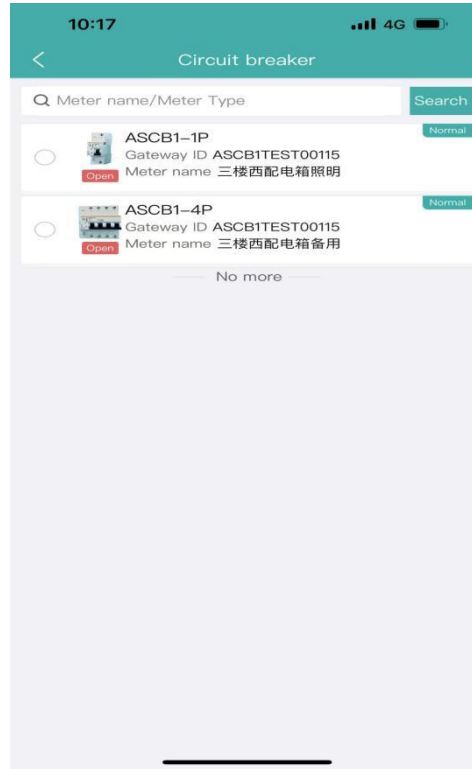 10:17
4G
Circuit breaker
Meter name/Meter Type
Search
ASCB1-1P
Normal
Gateway ID ASCB1TEST00115
Open
Meter name 三楼西配电箱照明
ASCB1-4P
Normal
Gateway ID ASCB1TEST00115
Open
Meter name 三楼西配电箱备用
No more